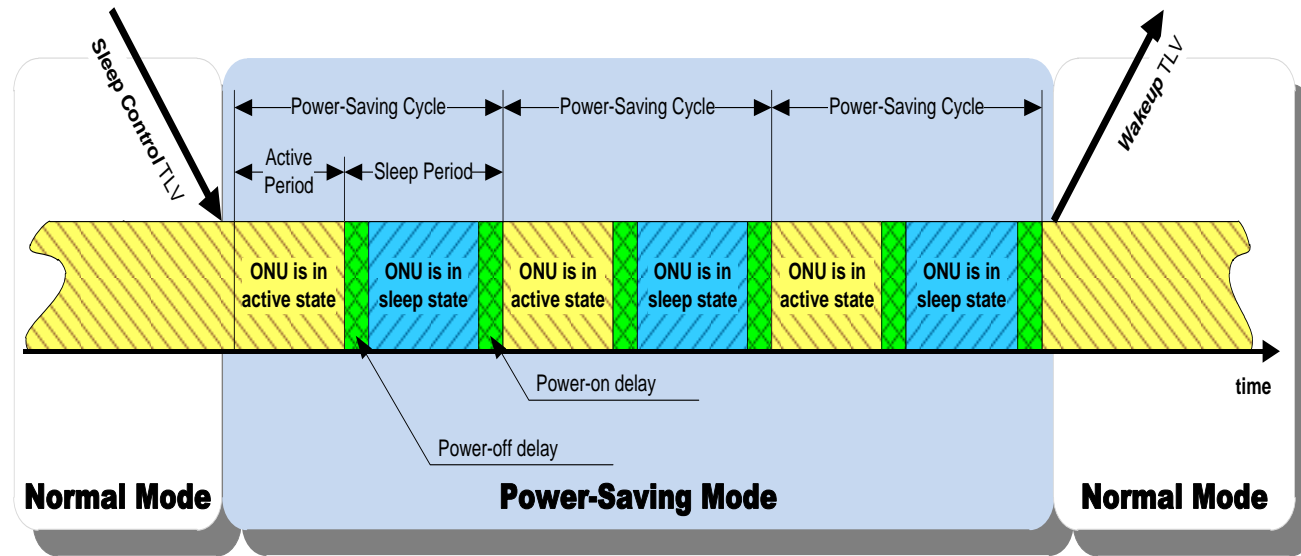 Sleep Control TLV
Wakeup TLV
Power-Saving Cycle
Power-Saving Cycle
Power-Saving Cycle
Active
Period
Sleep Period
ONU is in
active state
ONU is in
sleep state
ONU is in
active state
ONU is in
sleep state
ONU is in
active state
ONU is in
sleep state
time
Power-on delay
Power-off delay
Normal Mode
Power-Saving Mode
Normal Mode